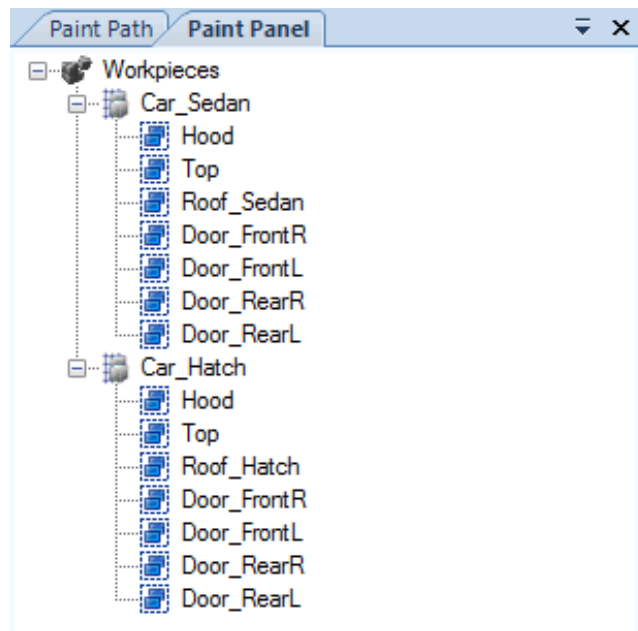 Paint Path Paint Panel
Workpieces
Car_Sedan
Hood
Top
Roof_Sedan
Door_FrontR
Door_FrontL
Door_RearR
Door_RearL
Car_Hatch
Hood
Top
Roof_Hatch
Door_FrontR
Door_FrontL
Door_RearR
Door_RearL